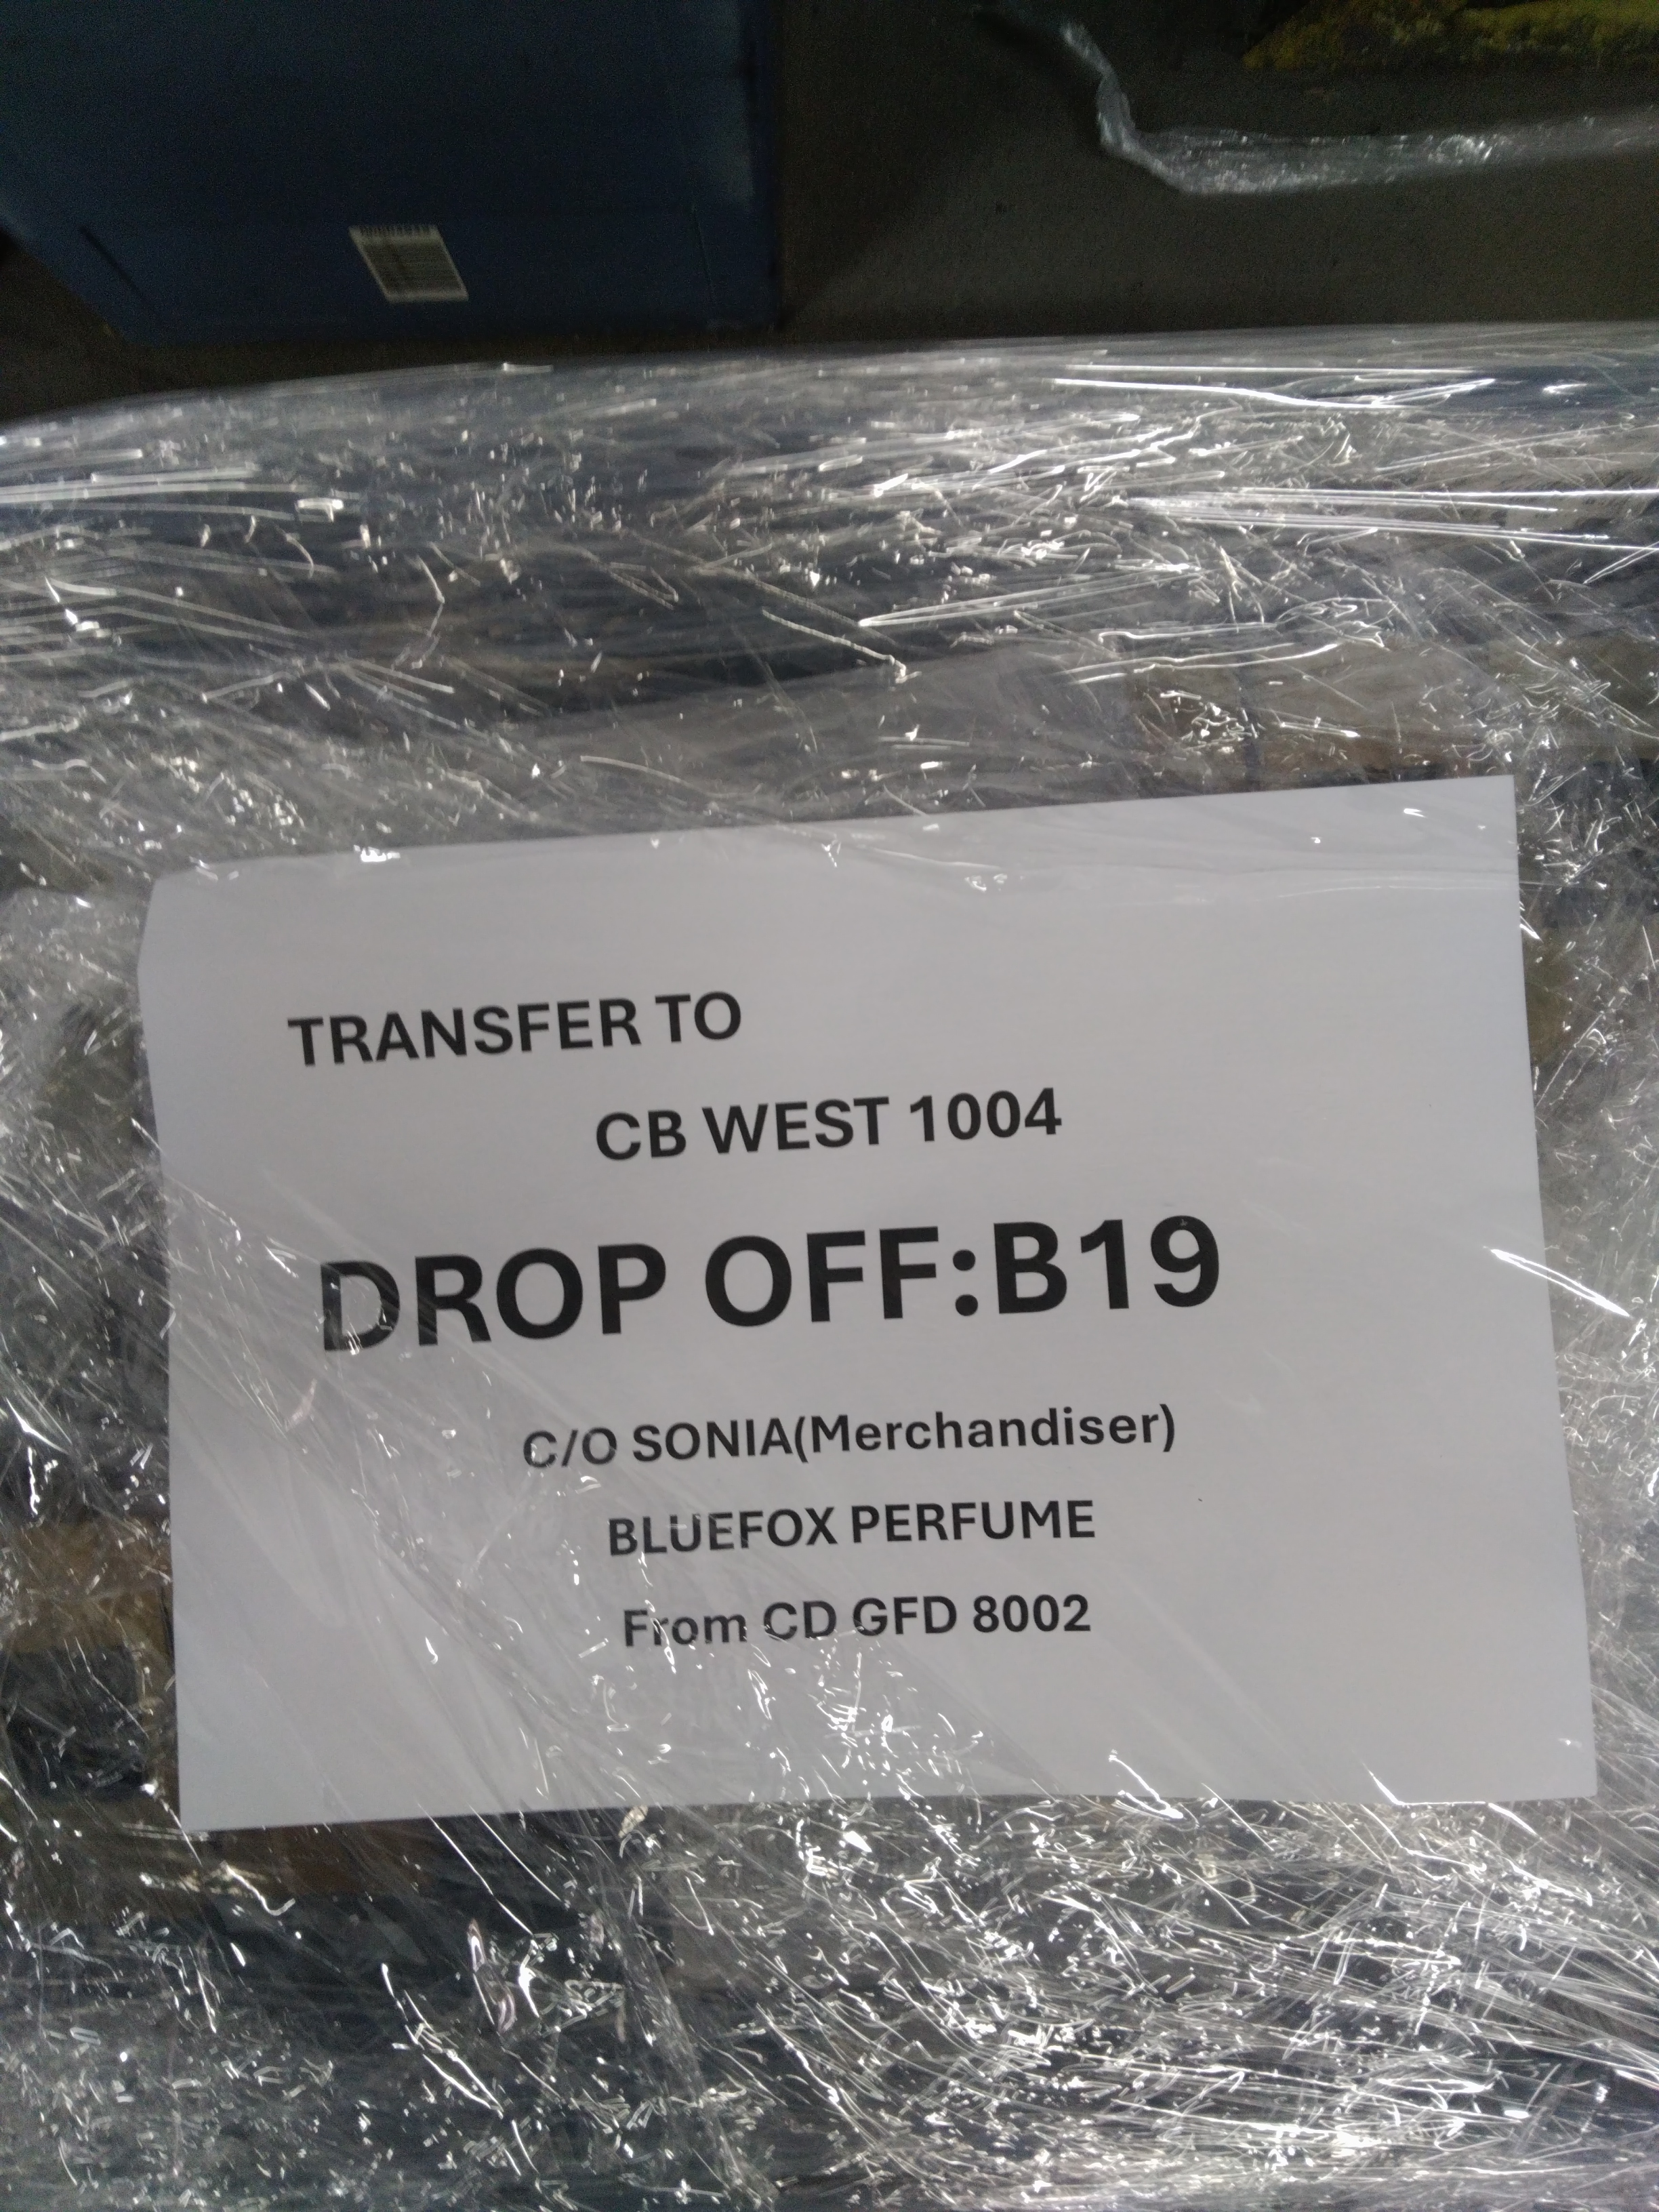 TRANSFER TO
CB WEST 1004
DROP OFF:B19
C/O SONIA(Merchandiser)
BLUEFOX PERFUME
From CD GFD 8002